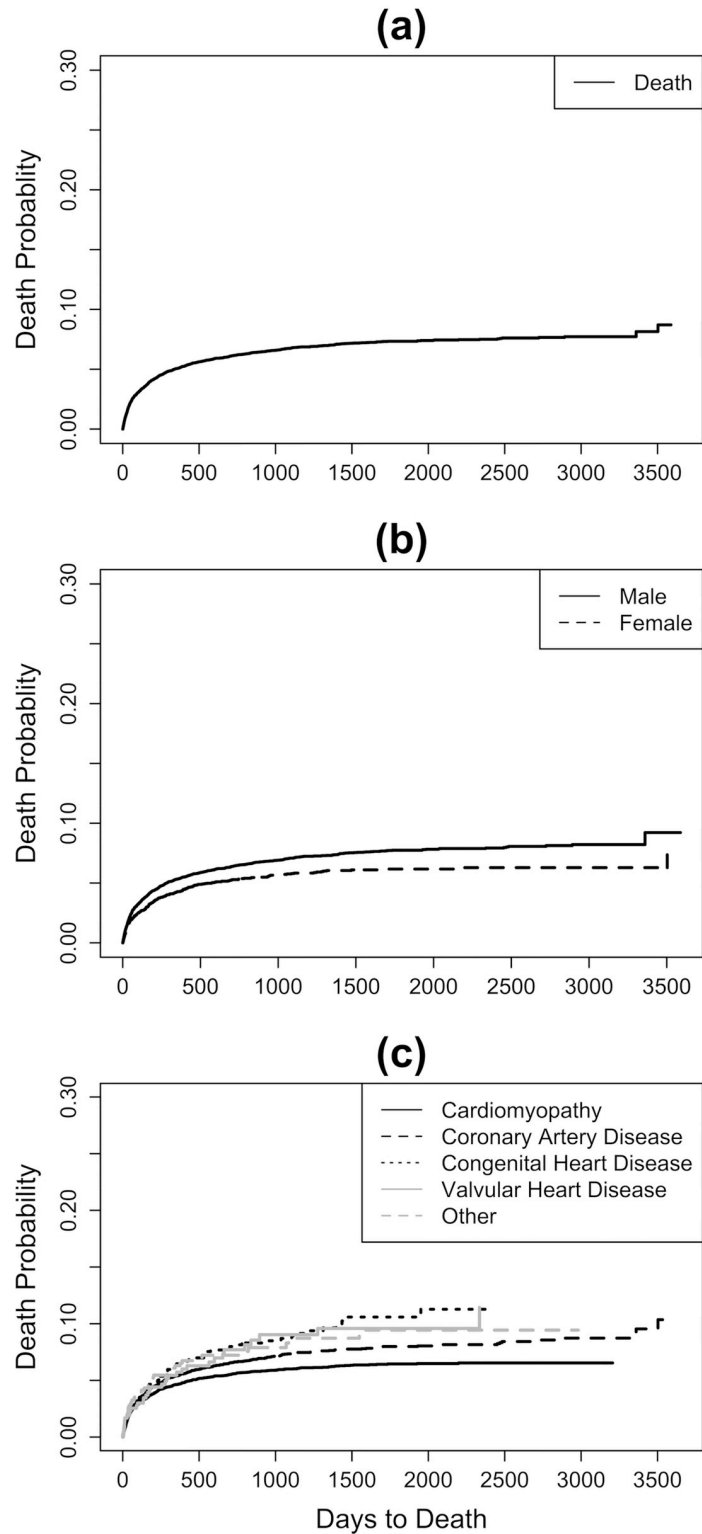 (a)
Death
Death Probablity
0.30
0.20
0.10
0.00
0 500 1000 1500 2000 2500 3000 3500
(b)
Male
Female
Death Probablity
0.30
0.20
0.10
0.00
0 500 1000 1500 2000 2500 3000 3500
(c)
Cardiomyopathy
Coronary Artery Disease
Congenital Heart Disease
Valvular Heart Disease
Other
Death Probablity
0.30
0.20
0.10
0.00
0 500 1000 1500 2000 2500 3000 3500
Days to Death